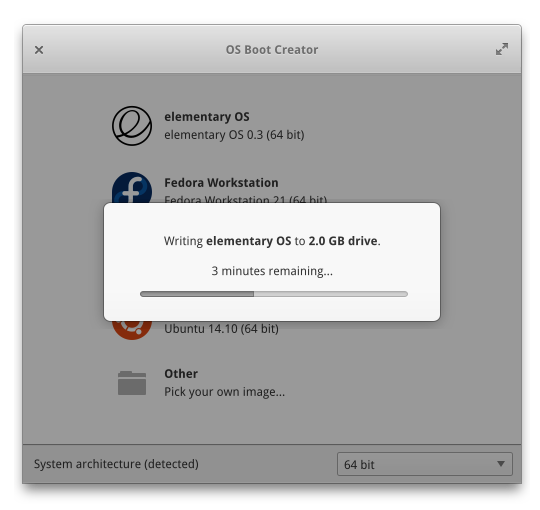 OS Boot Creator
elementary OS
elementary OS 0.3 (64 bit)
Fedora Workstation
Fedora Workstation 21 (64 bit)
Writing elementary OS to 2.0 GB drive.
3 minutes remaining...
Ubuntu 14.10 (64 bit)
Other
Pick your own image...
System architecture (detected)
64 bit